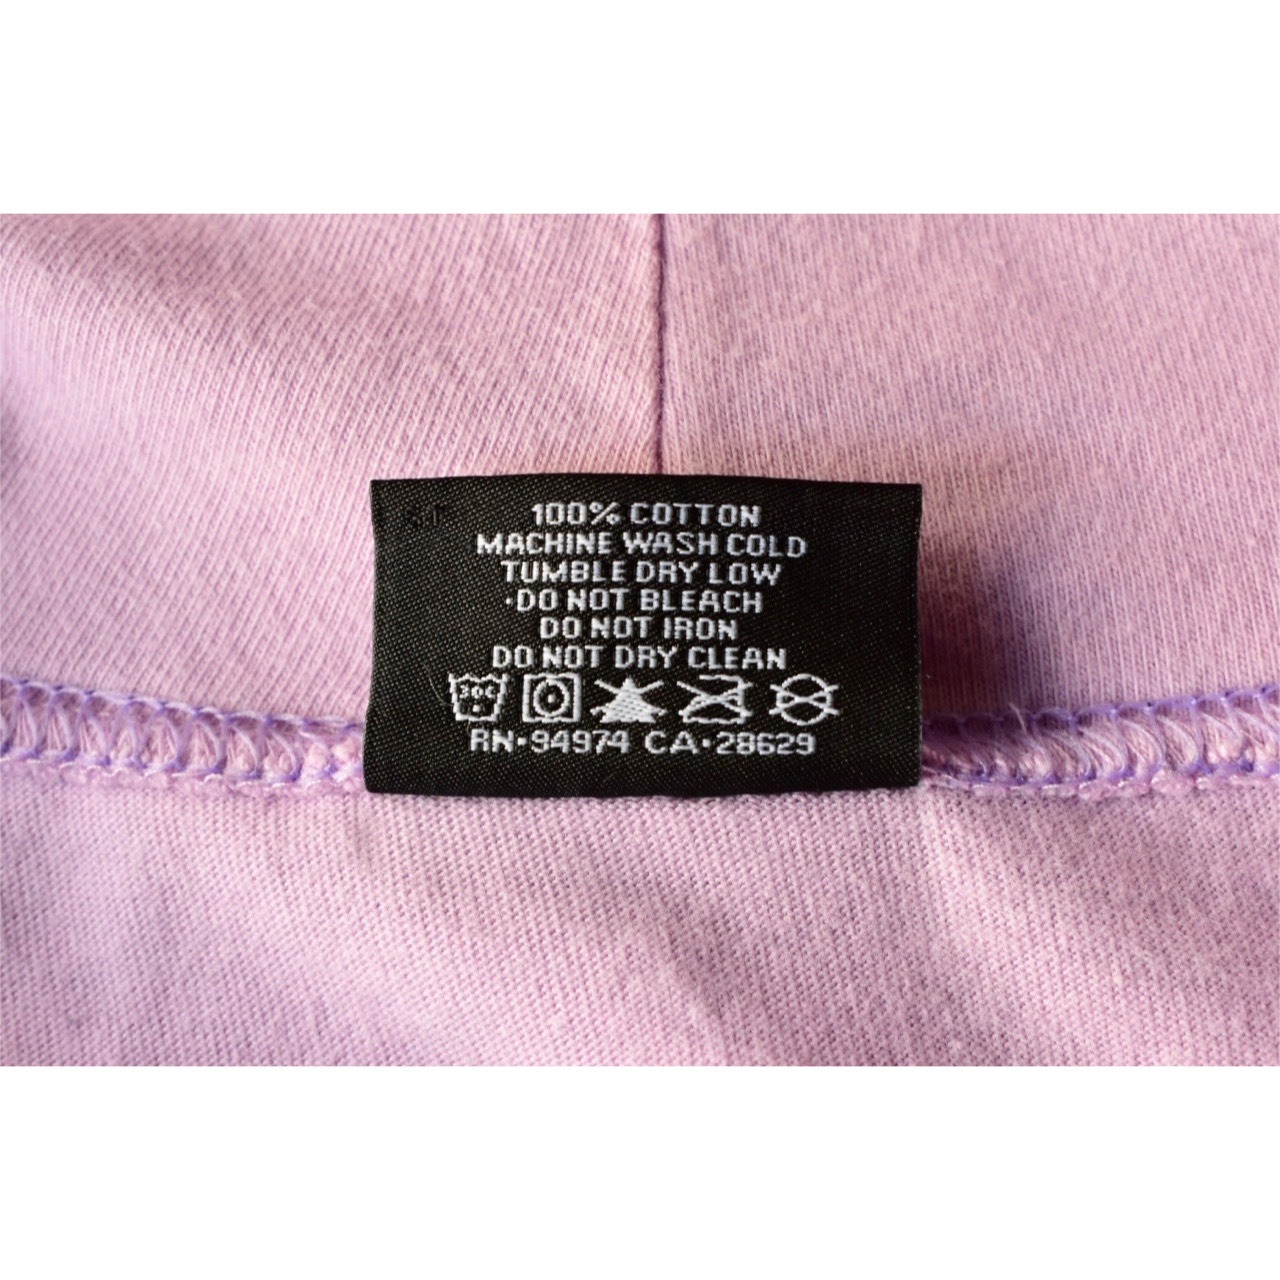 100% COTTON
MACHINE WASH COLD
TUMBLE DRY LOW
·DO NOT BLEACH
DO NOT IRON
DO NOT DRY CLEAN
30C
RN·94974 CA·28629